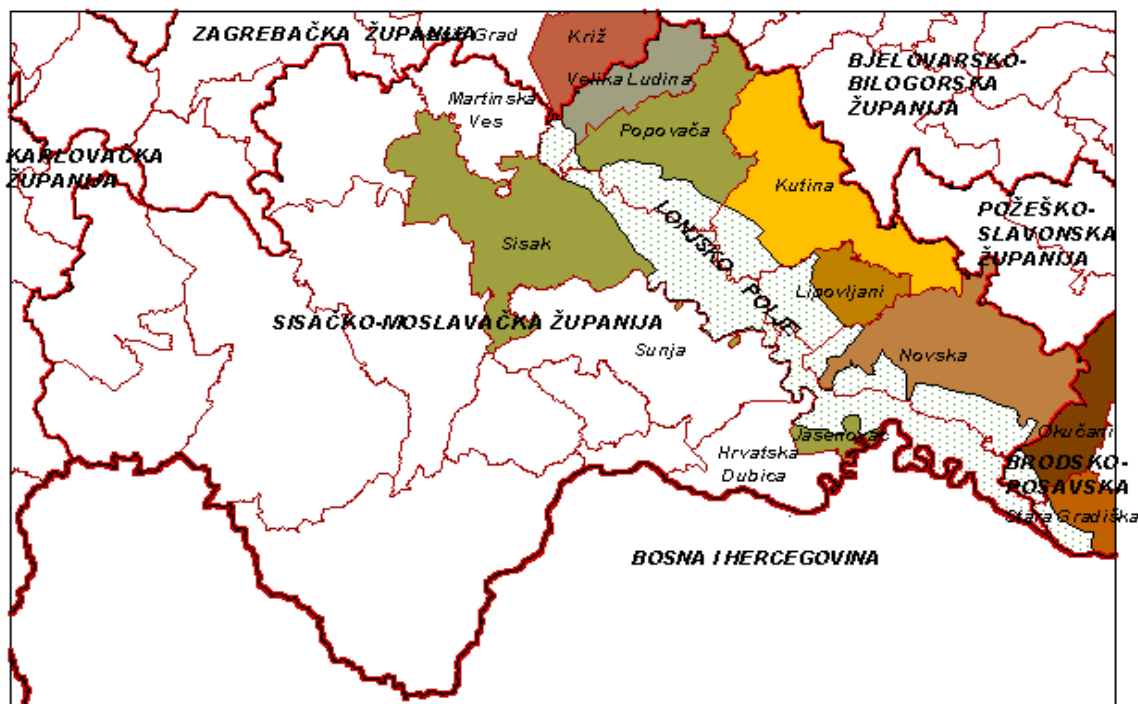 ZAGREBAČKA ŽUPANIJA
Grad
Križ
BJELOVARSKO-
BILOGORSKA
ŽUPANIJA
Velika Ludina
Martinska
Ves
Popovača
KARLOVAČKA
ŽUPANIJA
Kutina
POŽEŠKO-
SLAVONSKA
ŽUPANIJA
LONJSKO POLJE
Sisak
Lipovljani
SISAČKO-MOSLAVAČKA ŽUPANIJA
Sunja
Novska
Jasenovac
Okučani
Hrvatska
Dubica
BRODSKO-
POSAVSKA
Stara Gradiška
BOSNA I HERCEGOVINA